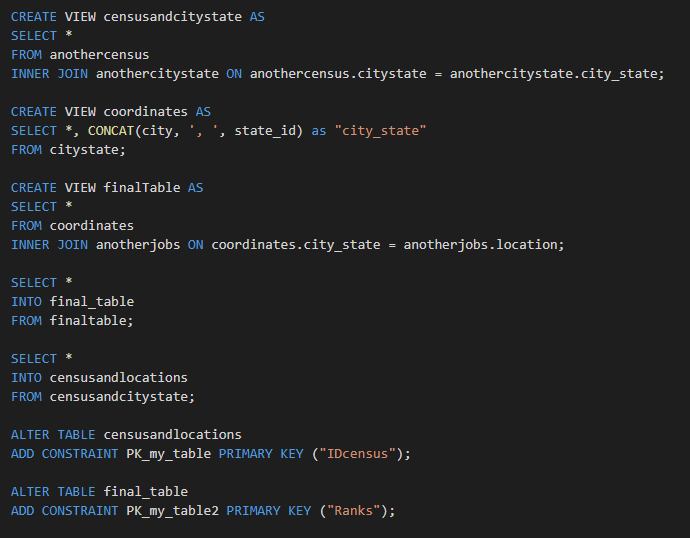 CREATE VIEW censusandcitystate AS
SELECT *
FROM anothercensus
INNER JOIN anothercitystate ON anothercensus.citystate = anothercitystate.city_state;
CREATE VIEW coordinates AS
SELECT *, CONCAT(city, ', ', state_id) as "city_state"
FROM citystate;
CREATE VIEW finalTable AS
SELECT *
FROM coordinates
INNER JOIN anotherjobs ON coordinates.city_state = anotherjobs.location;
SELECT *
INTO final_table
FROM finaltable;
SELECT *
INTO censusandlocations
FROM censusandcitystate;
ALTER TABLE censusandlocations
ADD CONSTRAINT PK_my_table PRIMARY KEY ("IDcensus");
ALTER TABLE final_table
ADD CONSTRAINT PK_my_table2 PRIMARY KEY ("Ranks");